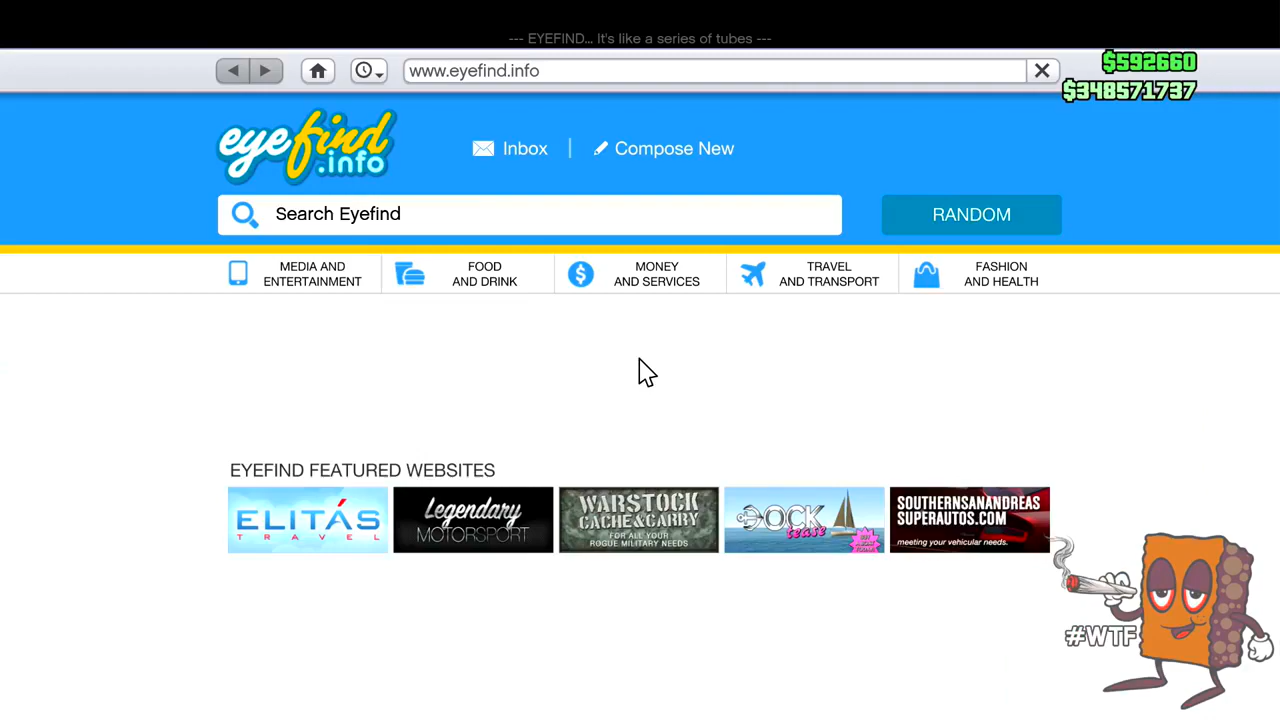 --- EYEFIND... It's like a series of tubes ---
www.eyefind.info
$592660
$348571737
eyefind
.info
Inbox
Compose New
Search Eyefind
RANDOM
MEDIA AND
ENTERTAINMENT
FOOD
AND DRINK
MONEY
AND SERVICES
TRAVEL
AND TRANSPORT
FASHION
AND HEALTH
EYEFIND FEATURED WEBSITES
ELITÁS
TRAVEL
Legendary
MOTORSPORT
WARSTOCK
CACHE&CARRY
FOR ALL YOUR
ROGUE MILITARY NEEDS
DOCK
tease
SOUTHERNSANANDREAS
SUPERAUTOS.COM
meeting your vehicular needs.
#WTF